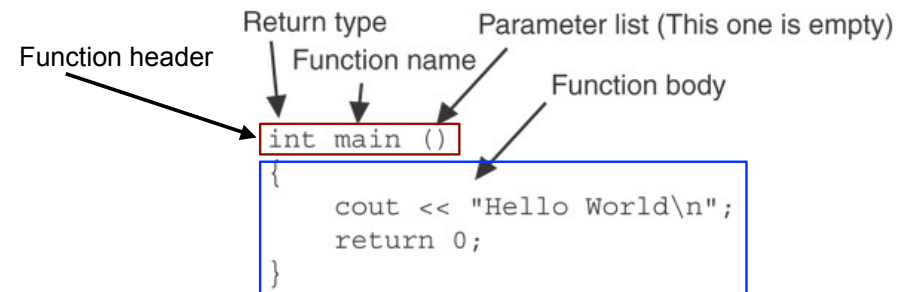 Return type
Parameter list (This one is empty)
Function header
Function name
Function body
int main ()
{
cout << "Hello World\n";
return 0;
}